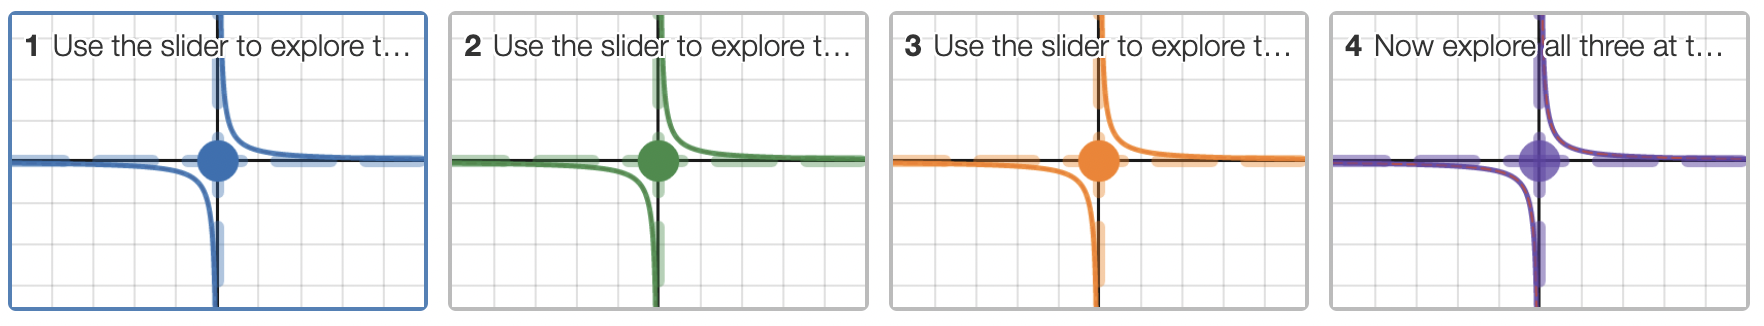 1 Use the slider to explore t...
2 Use the slider to explore t...
3 Use the slider to explore t...
4 Now explore all three at t...